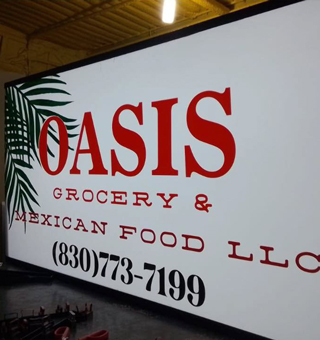 OASIS
GROCERY &
MEXICAN FOOD LLC
(830)773-7199